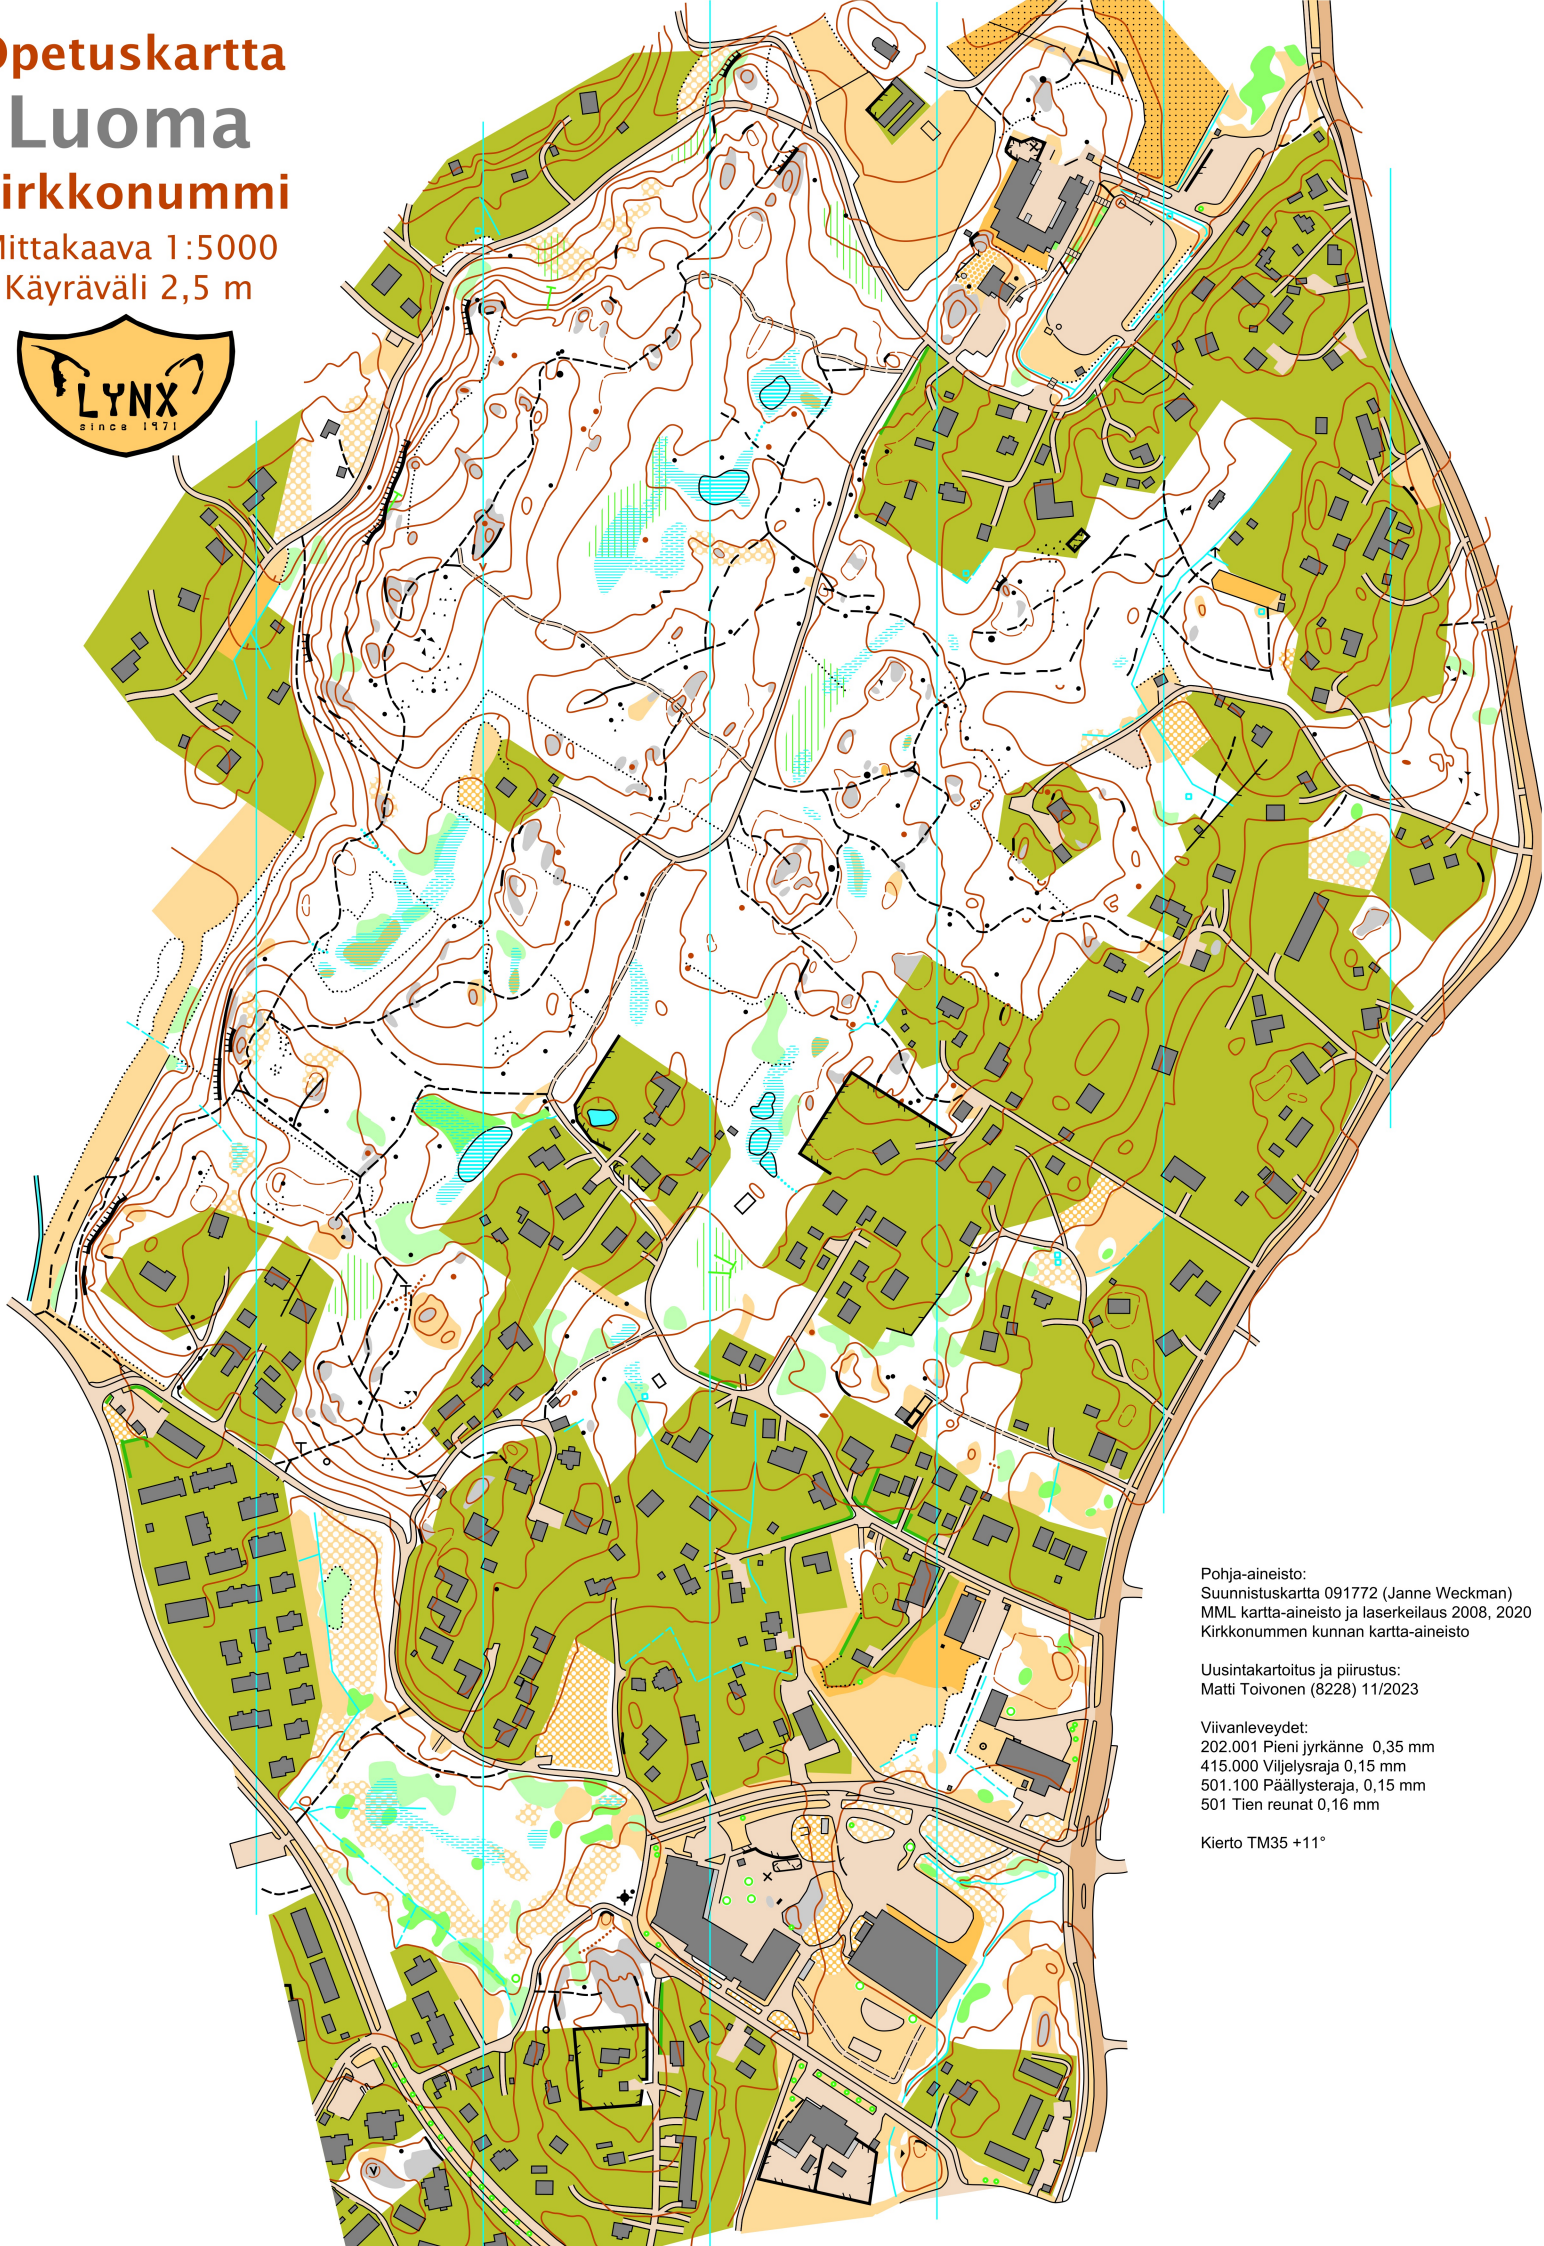 Opetuskartta
Luoma
irkkonummi
Mittakaava 1:5000
Käyräväli 2,5 m
LYNX
since 1971
Pohja-aineisto:
Suunnistuskartta 091772 (Janne Weckman)
MML kartta-aineisto ja laserkeilaus 2008, 2020
Kirkkonummen kunnan kartta-aineisto
Uusintakartoitus ja piirustus:
Matti Toivonen (8228) 11/2023
Viivanleveydet:
202.001 Pieni jyrkänne 0,35 mm
415.000 Viljelysraja 0,15 mm
501.100 Päällysteraja, 0,15 mm
501 Tien reunat 0,16 mm
Kierto TM35 +11°